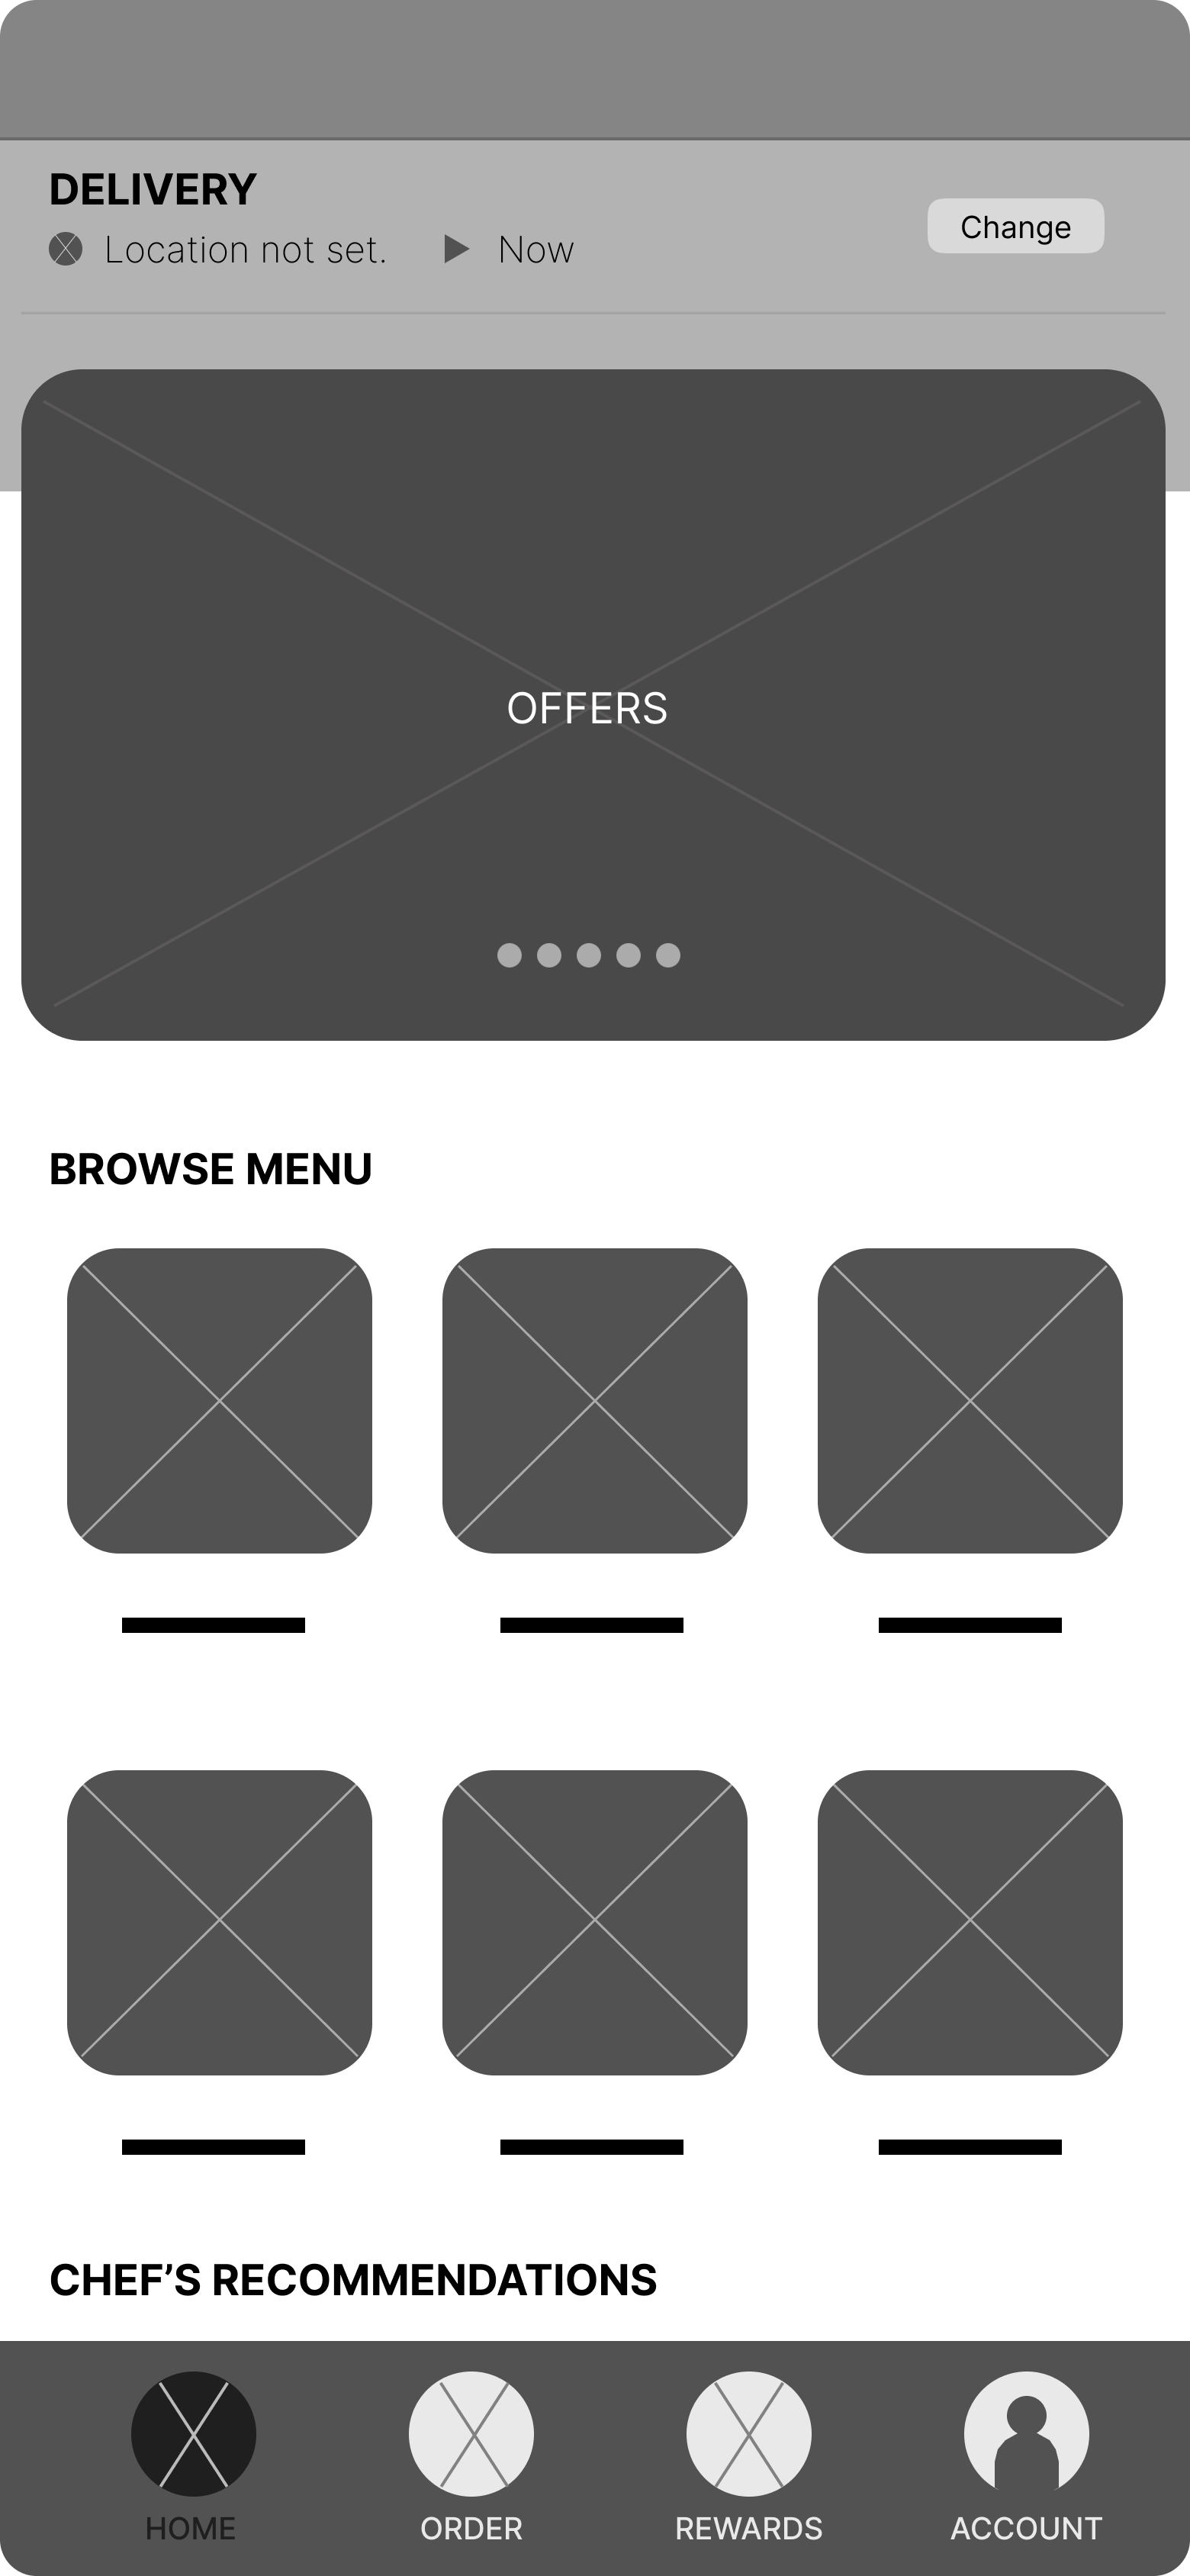 DELIVERY
Location not set. Now
Change
OFFERS
BROWSE MENU
CHEF’S RECOMMENDATIONS
HOME ORDER REWARDS ACCOUNT